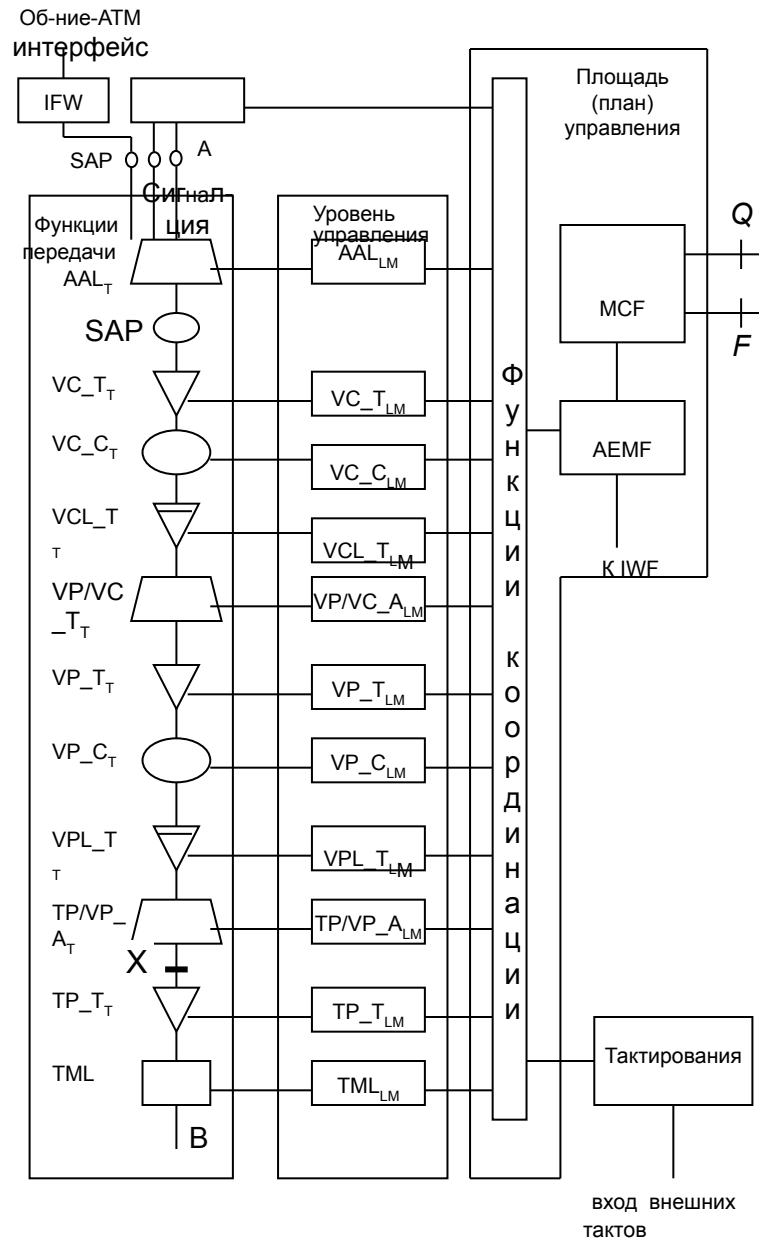 Об-ние-АТМ
интерфейс
IFW
SAP
A
Сигнал-
ция
Функции
передачи
AAL_T
SAP
VC_T_T
VC_C_T
VCL_T
T
VP/VC
_T_T
VP_T_T
VP_C_T
VPL_T
T
TP/VP_
A_T
X
TP_T_T
TML
B
Уровень
управления
AAL_LM
VC_T_LM
VC_C_LM
VCL_T_LM
VP/VC_A_LM
VP_T_LM
VP_C_LM
VPL_T_LM
TP/VP_A_LM
TP_T_LM
TML_LM
Функции координации
Площадь
(план)
управления
Q
MCF
F
AEMF
К IWF
Тактирования
вход внешних
тактов